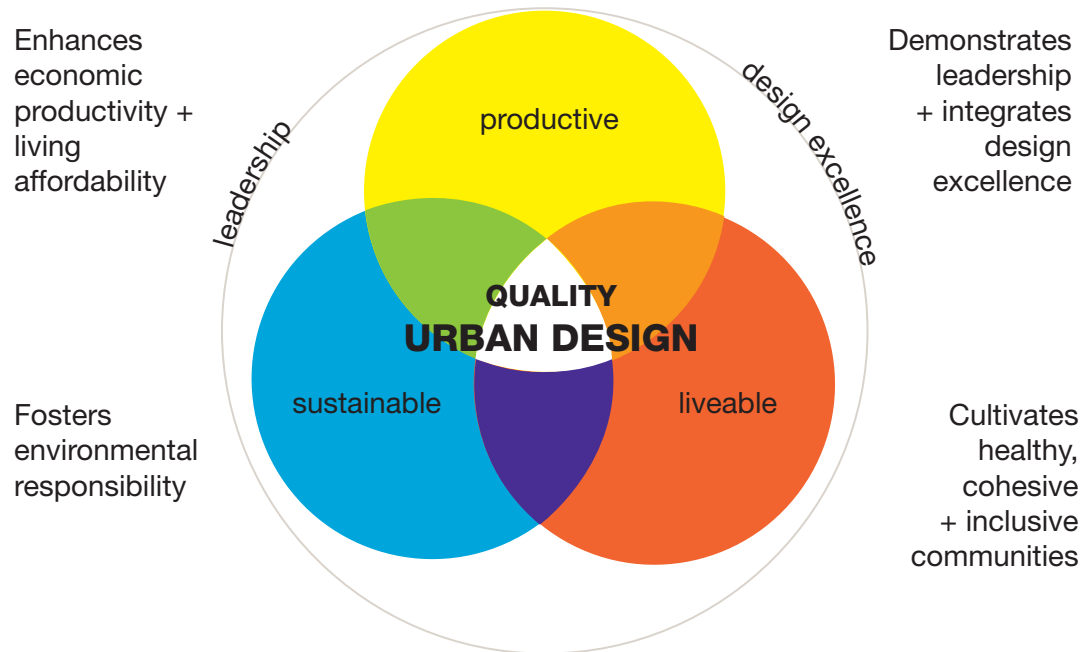 Enhances
economic
productivity +
living
affordability
Demonstrates
leadership
+ integrates
design
excellence
leadership
productive
design excellence
QUALITY
URBAN DESIGN
sustainable
liveable
Fosters
environmental
responsibility
Cultivates
healthy,
cohesive
+ inclusive
communities